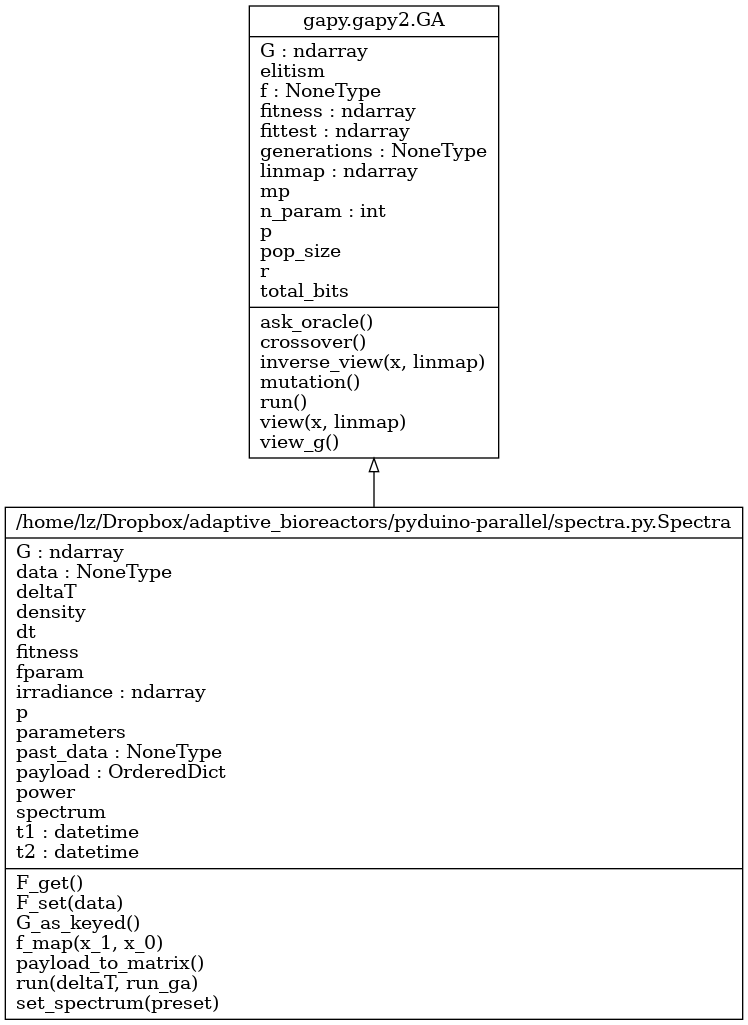 gapy.gapy2.GA
G : ndarray
elitism
f : NoneType
fitness : ndarray
fittest : ndarray
generations : NoneType
linmap : ndarray
mp
n_param : int
p
pop_size
r
total_bits
ask_oracle()
crossover()
inverse_view(x, linmap)
mutation()
run()
view(x, linmap)
view_g()
/home/lz/Dropbox/adaptive_bioreactors/pyduino-parallel/spectra.py.Spectra
G : ndarray
data : NoneType
deltaT
density
dt
fitness
fparam
irradiance : ndarray
p
parameters
past_data : NoneType
payload : OrderedDict
power
spectrum
t1 : datetime
t2 : datetime
F_get()
F_set(data)
G_as_keyed()
f_map(x_1, x_0)
payload_to_matrix()
run(deltaT, run_ga)
set_spectrum(preset)